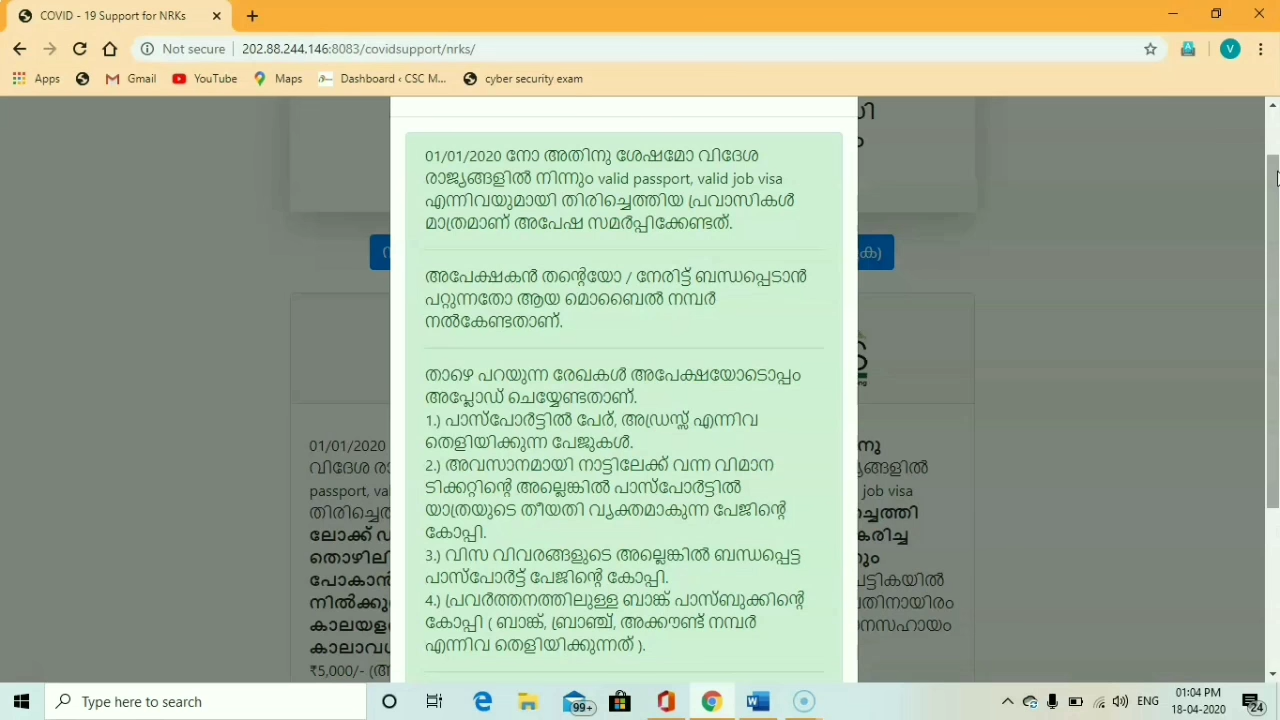 COVID - 19 Support for NRKs
Not secure | 202.88.244.146:8083/covidsupport/nrks/
V
Apps Gmail YouTube Maps Dashboard ‹ CSC M... cyber security exam
01/01/2020 നോ അതിനു ശേഷമോ വിദേശ
രാജ്യങ്ങളിൽ നിന്നും valid passport, valid job visa
എന്നിവയുമായി തിരിച്ചെത്തിയ പ്രവാസികൾ
മാത്രമാണ് അപേഷ സമർപ്പിക്കേണ്ടത്.
അപേക്ഷകൻ തന്റെയോ / നേരിട്ട് ബന്ധപ്പെടാൻ
പറ്റുന്നതോ ആയ മൊബൈൽ നമ്പർ
നൽകേണ്ടതാണ്.
താഴെ പറയുന്ന രേഖകൾ അപേക്ഷയോടൊപ്പം
അപ്ലോഡ് ചെയ്യേണ്ടതാണ്.
1.) പാസ്പോർട്ടിൽ പേര്, അഡ്രസ്സ് എന്നിവ
തെളിയിക്കുന്ന പേജുകൾ.
2.) അവസാനമായി നാട്ടിലേക്ക് വന്ന വിമാന
ടിക്കറ്റിന്റെ അല്ലെങ്കിൽ പാസ്പോർട്ടിൽ
യാത്രയുടെ തീയതി വ്യക്തമാകുന്ന പേജിന്റെ
കോപ്പി.
3.) വിസ വിവരങ്ങളുടെ അല്ലെങ്കിൽ ബന്ധപ്പെട്ട
പാസ്പോർട്ട് പേജിന്റെ കോപ്പി.
4.) പ്രവർത്തനത്തിലുള്ള ബാങ്ക് പാസ്ബുക്കിന്റെ
കോപ്പി ( ബാങ്ക്, ബ്രാഞ്ച്, അക്കൗണ്ട് നമ്പർ
എന്നിവ തെളിയിക്കുന്നത് ).
01/01/2020
വിദേശ
passport,
job visa
₹5,000/-
Type here to search
99+
ENG
01:04 PM
18-04-2020
24